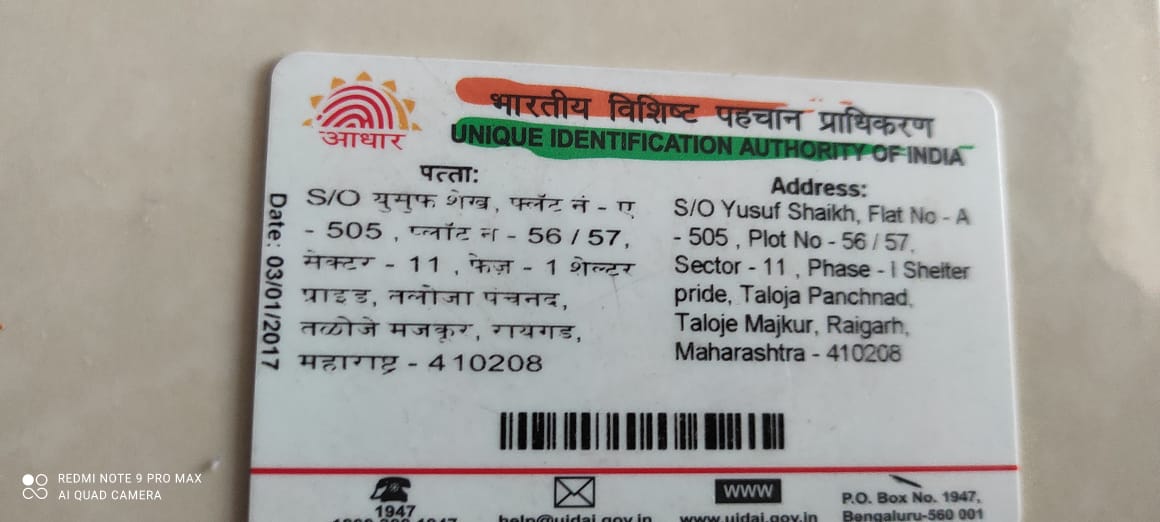 आधार
भारतीय विशिष्ट पहचान प्राधिकरण
UNIQUE IDENTIFICATION AUTHORITY OF INDIA
Date: 03/01/2017
पत्ता:
S/O युसुफ शेख, फ्लॅट नं - ए
- 505 , प्लॉट न - 56 / 57,
सेक्टर - 11 , फेज़ - 1 शेल्टर
प्राइड, तलोजा पंचनद,
तळोजे मजकूर, रायगड,
महाराष्ट्र - 410208
Address:
S/O Yusuf Shaikh, Flat No - A
- 505 , Plot No - 56 / 57,
Sector - 11 , Phase - I Shelter
pride, Taloja Panchnad,
Taloje Majkur, Raigarh,
Maharashtra - 410208
1947
help@uidai.gov.in
WWW
www.uidai.gov.in
P.O. Box No. 1947,
Bengaluru-560 001
REDMI NOTE 9 PRO MAX
AI QUAD CAMERA